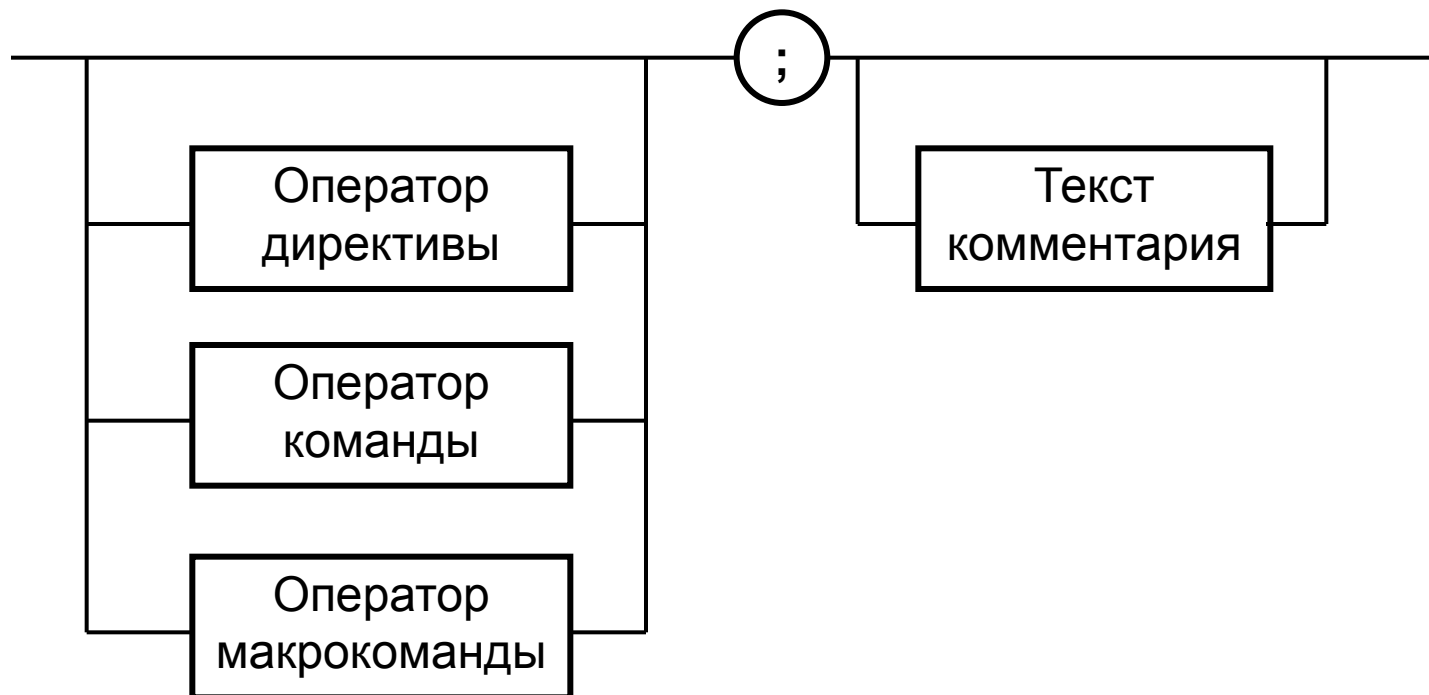 ;
Оператор
директивы
Текст
комментария
Оператор
команды
Оператор
макрокоманды